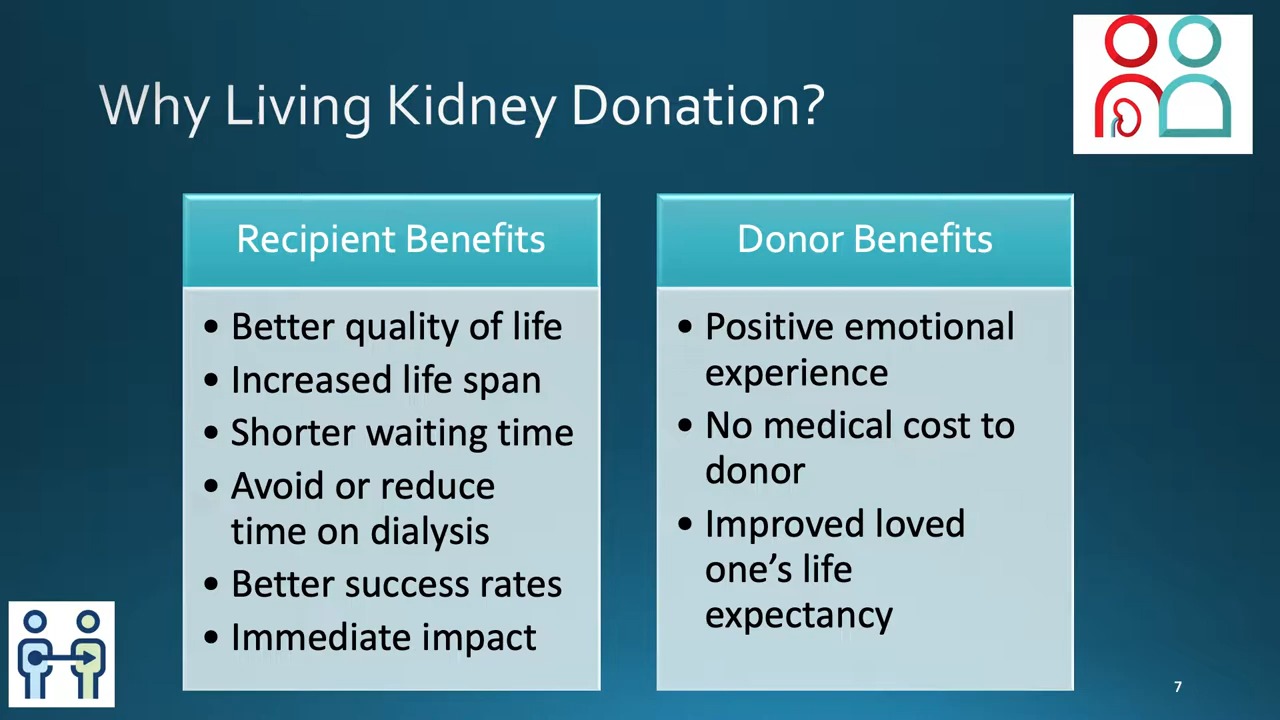 Why Living Kidney Donation?
Recipient Benefits
• Better quality of life
• Increased life span
• Shorter waiting time
• Avoid or reduce
time on dialysis
• Better success rates
• Immediate impact
Donor Benefits
• Positive emotional
experience
• No medical cost to
donor
• Improved loved
one’s life
expectancy
7